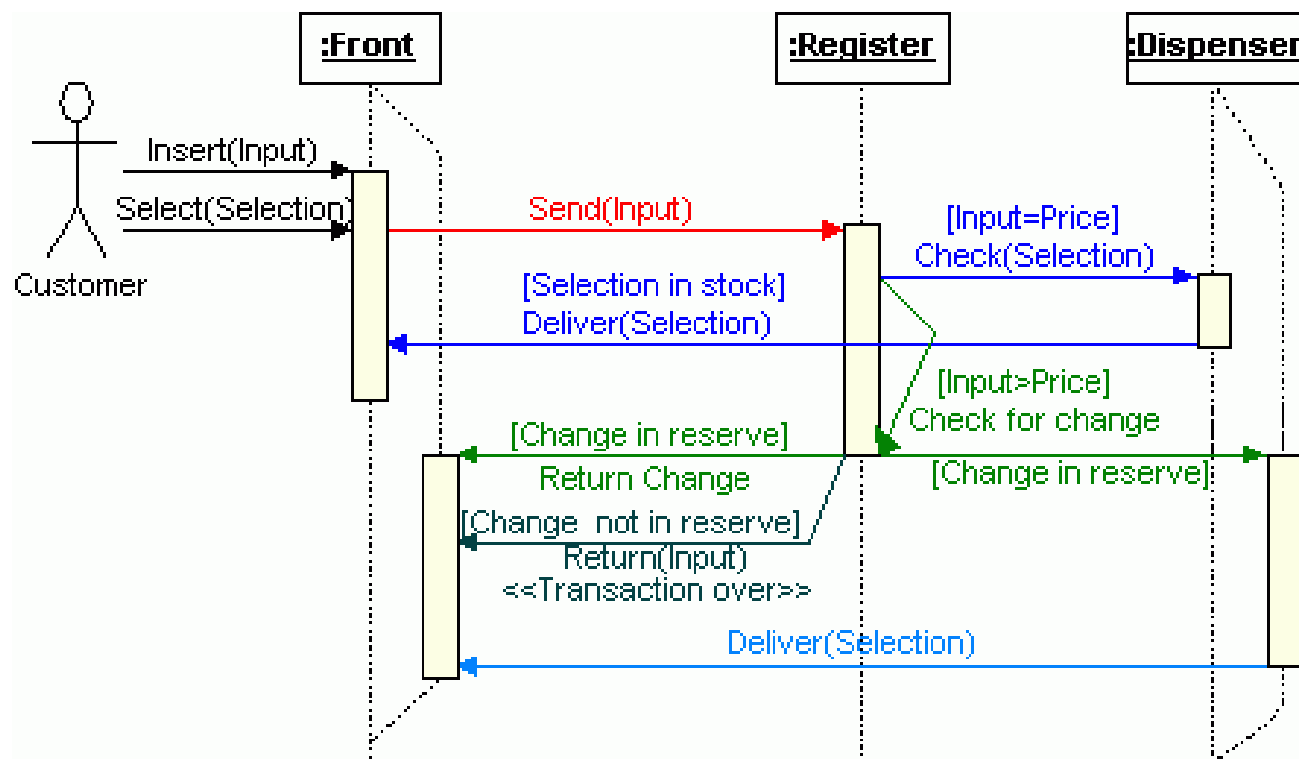 :Front
:Register
:Dispenser
Insert(Input)
Select(Selection)
Customer
Send(Input)
[Input=Price]
Check(Selection)
[Selection in stock]
Deliver(Selection)
[Input>Price]
Check for change
[Change in reserve]
Return Change
[Change in reserve]
[Change not in reserve]
Return(Input)
<<Transaction over>>
Deliver(Selection)